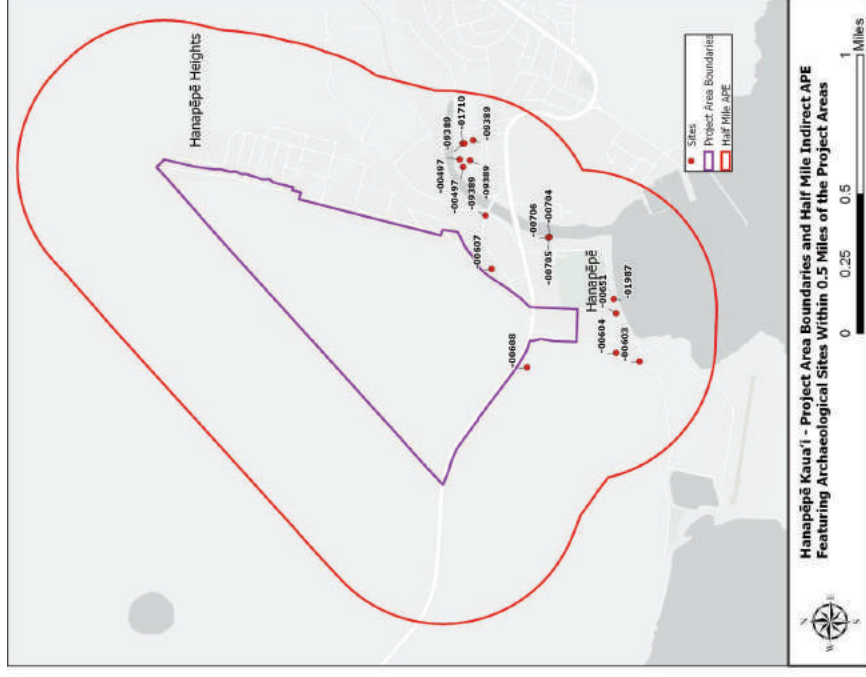 Hanapēpē Heights
-09389
-01710
-00497
-09389
-00497
-09389
-09389
-00607
-00706
-00704
-00705
Hanapēpē
-00651
-01987
-00604
-00603
-00608
Sites
Project Area Boundaries
Half Mile APE
N
W
E
S
Hanapēpē Kaua'i - Project Area Boundaries and Half Mile Indirect APE
Featuring Archaeological Sites Within 0.5 Miles of the Project Areas
0
0.25
0.5
1
Miles